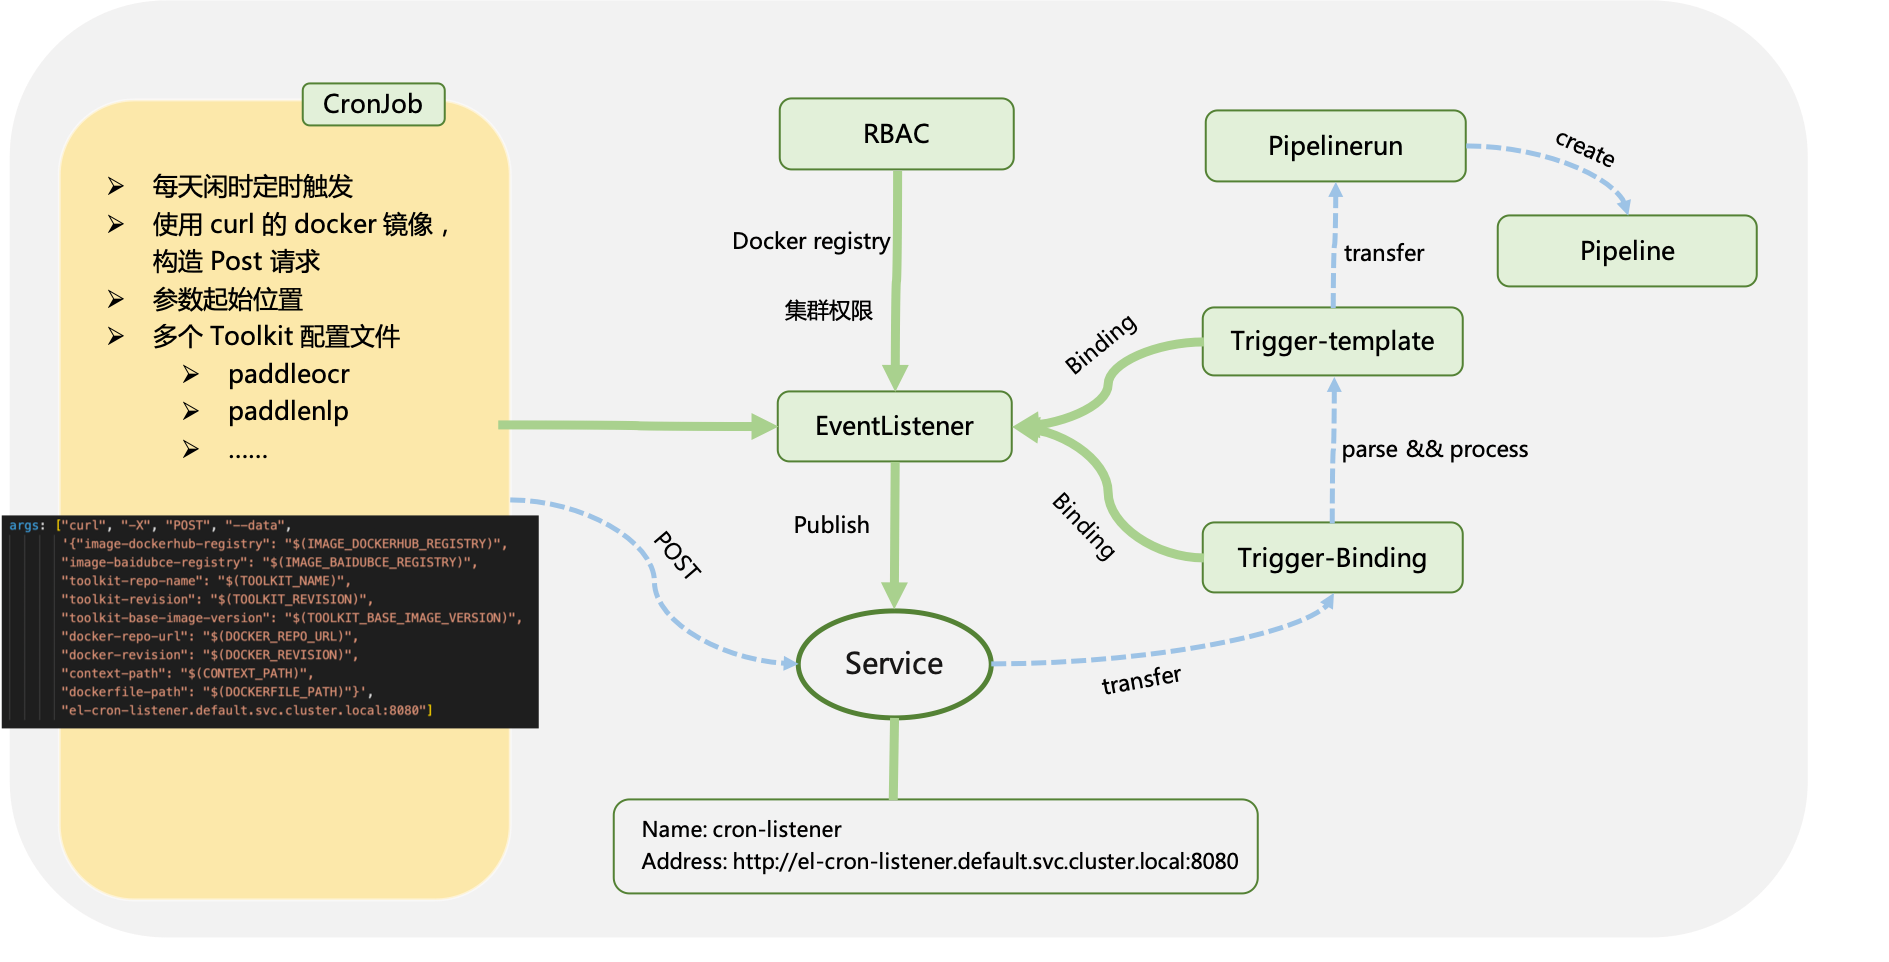 CronJob
每天闲时定时触发
使用 curl 的 docker 镜像，
构造 Post 请求
参数起始位置
多个 Toolkit 配置文件
paddleocr
paddlenlp
......
args: ["curl", "-X", "POST", "--data",
'{"image-dockerhub-registry": "$(IMAGE_DOCKERHUB_REGISTRY)",
"image-baidubce-registry": "$(IMAGE_BAIDUBCE_REGISTRY)",
"toolkit-repo-name": "$(TOOLKIT_NAME)",
"toolkit-revision": "$(TOOLKIT_REVISION)",
"toolkit-base-image-version": "$(TOOLKIT_BASE_IMAGE_VERSION)",
"docker-repo-url": "$(DOCKER_REPO_URL)",
"docker-revision": "$(DOCKER_REVISION)",
"context-path": "$(CONTEXT_PATH)",
"dockerfile-path": "$(DOCKERFILE_PATH)"}',
"el-cron-listener.default.svc.cluster.local:8080"]
RBAC
Docker registry
集群权限
EventListener
Publish
POST
Service
Name: cron-listener
Address: http://el-cron-listener.default.svc.cluster.local:8080
Pipelinerun
create
Pipeline
transfer
Trigger-template
Binding
parse && process
Binding
Trigger-Binding
transfer